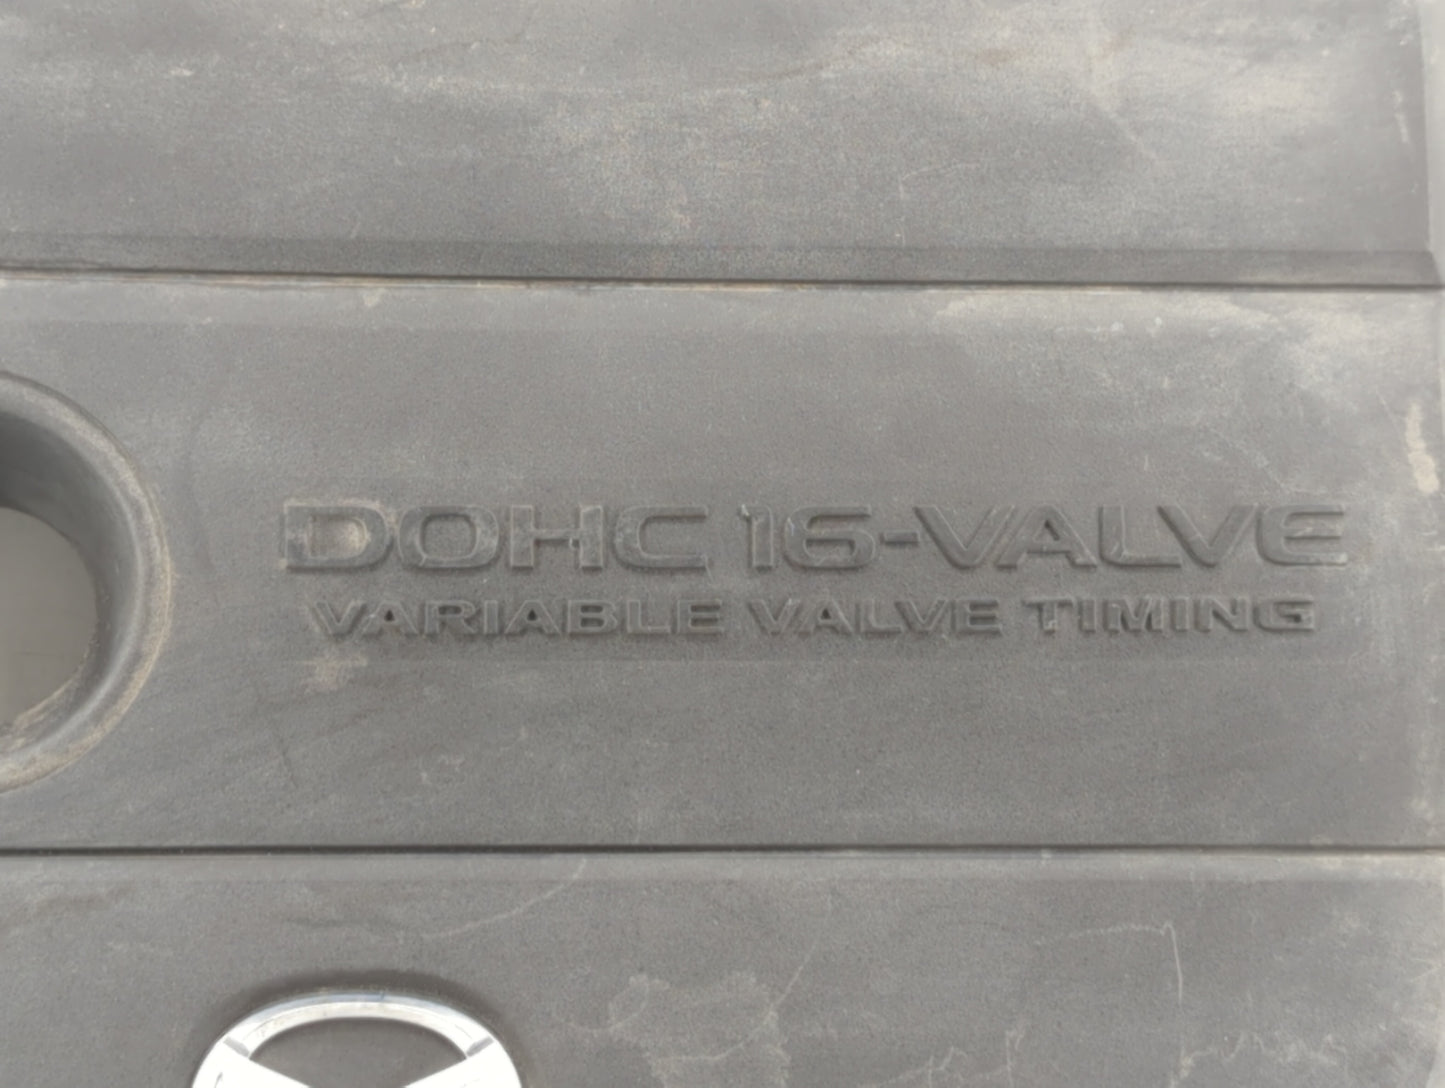 DOHC 16-VALVE
VARIABLE VALVE TIMING